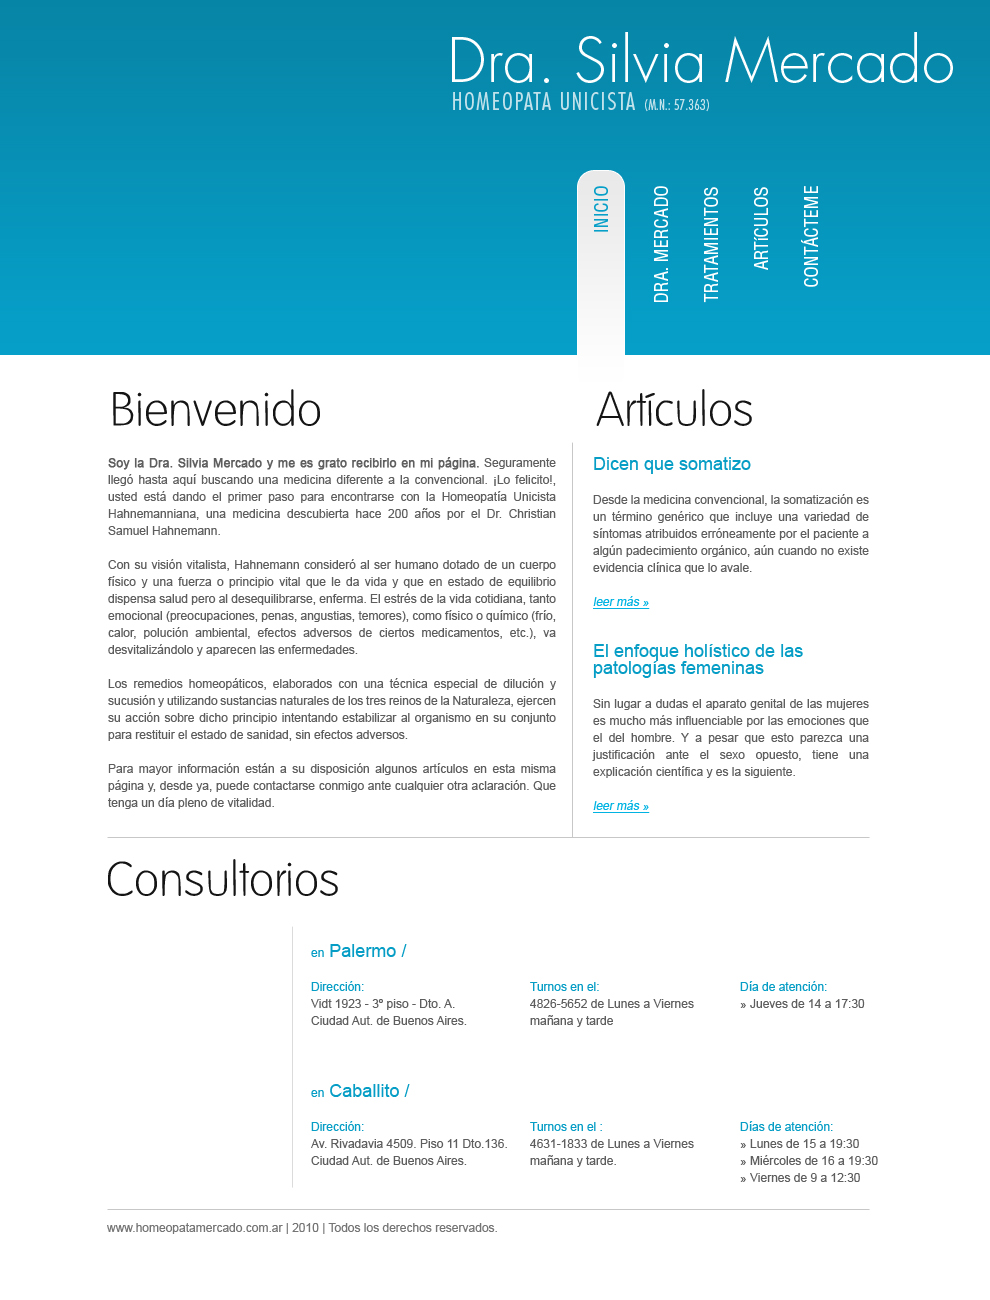 Dra. Silvia Mercado
HOMEOPATA UNICISTA (M.N.: 57.363)
INICIO
DRA. MERCADO
TRATAMIENTOS
ARTíCULOS
CONTÁCTEME
Bienvenido
Soy la Dra. Silvia Mercado y me es grato recibirlo en mi página. Seguramente
llegó hasta aquí buscando una medicina diferente a la convencional. ¡Lo felicito!,
usted está dando el primer paso para encontrarse con la Homeopatía Unicista
Hahnemanniana, una medicina descubierta hace 200 años por el Dr. Christian
Samuel Hahnemann.
Con su visión vitalista, Hahnemann consideró al ser humano dotado de un cuerpo
físico y una fuerza o principio vital que le da vida y que en estado de equilibrio
dispensa salud pero al desequilibrarse, enferma. El estrés de la vida cotidiana, tanto
emocional (preocupaciones, penas, angustias, temores), como físico o químico (frío,
calor, polución ambiental, efectos adversos de ciertos medicamentos, etc.), va
desvitalizándolo y aparecen las enfermedades.
Los remedios homeopáticos, elaborados con una técnica especial de dilución y
sucusión y utilizando sustancias naturales de los tres reinos de la Naturaleza, ejercen
su acción sobre dicho principio intentando estabilizar al organismo en su conjunto
para restituir el estado de sanidad, sin efectos adversos.
Para mayor información están a su disposición algunos artículos en esta misma
página y, desde ya, puede contactarse conmigo ante cualquier otra aclaración. Que
tenga un día pleno de vitalidad.
Artículos
Dicen que somatizo
Desde la medicina convencional, la somatización es
un término genérico que incluye una variedad de
síntomas atribuidos erróneamente por el paciente a
algún padecimiento orgánico, aún cuando no existe
evidencia clínica que lo avale.
leer más »
El enfoque holístico de las
patologías femeninas
Sin lugar a dudas el aparato genital de las mujeres
es mucho más influenciable por las emociones que
el del hombre. Y a pesar que esto parezca una
justificación ante el sexo opuesto, tiene una
explicación científica y es la siguiente.
leer más »
Consultorios
en Palermo /
Dirección:
Vidt 1923 - 3º piso - Dto. A.
Ciudad Aut. de Buenos Aires.
Turnos en el:
4826-5652 de Lunes a Viernes
mañana y tarde
Día de atención:
» Jueves de 14 a 17:30
en Caballito /
Dirección:
Av. Rivadavia 4509. Piso 11 Dto.136.
Ciudad Aut. de Buenos Aires.
Turnos en el :
4631-1833 de Lunes a Viernes
mañana y tarde.
Días de atención:
» Lunes de 15 a 19:30
» Miércoles de 16 a 19:30
» Viernes de 9 a 12:30
www.homeopatamercado.com.ar | 2010 | Todos los derechos reservados.